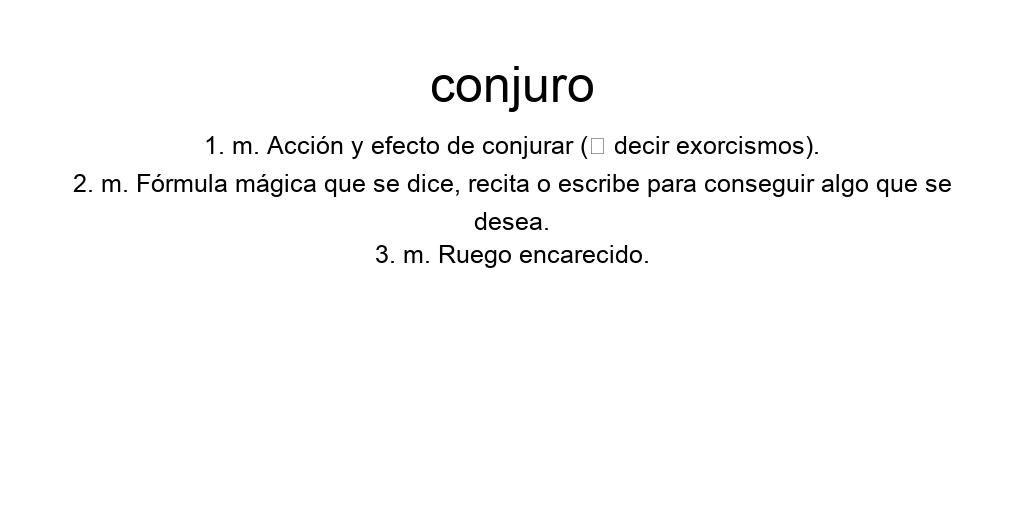 conjuro
1. m. Acción y efecto de conjurar (□ decir exorcismos).
2. m. Fórmula mágica que se dice, recita o escribe para conseguir algo que se
desea.
3. m. Ruego encarecido.